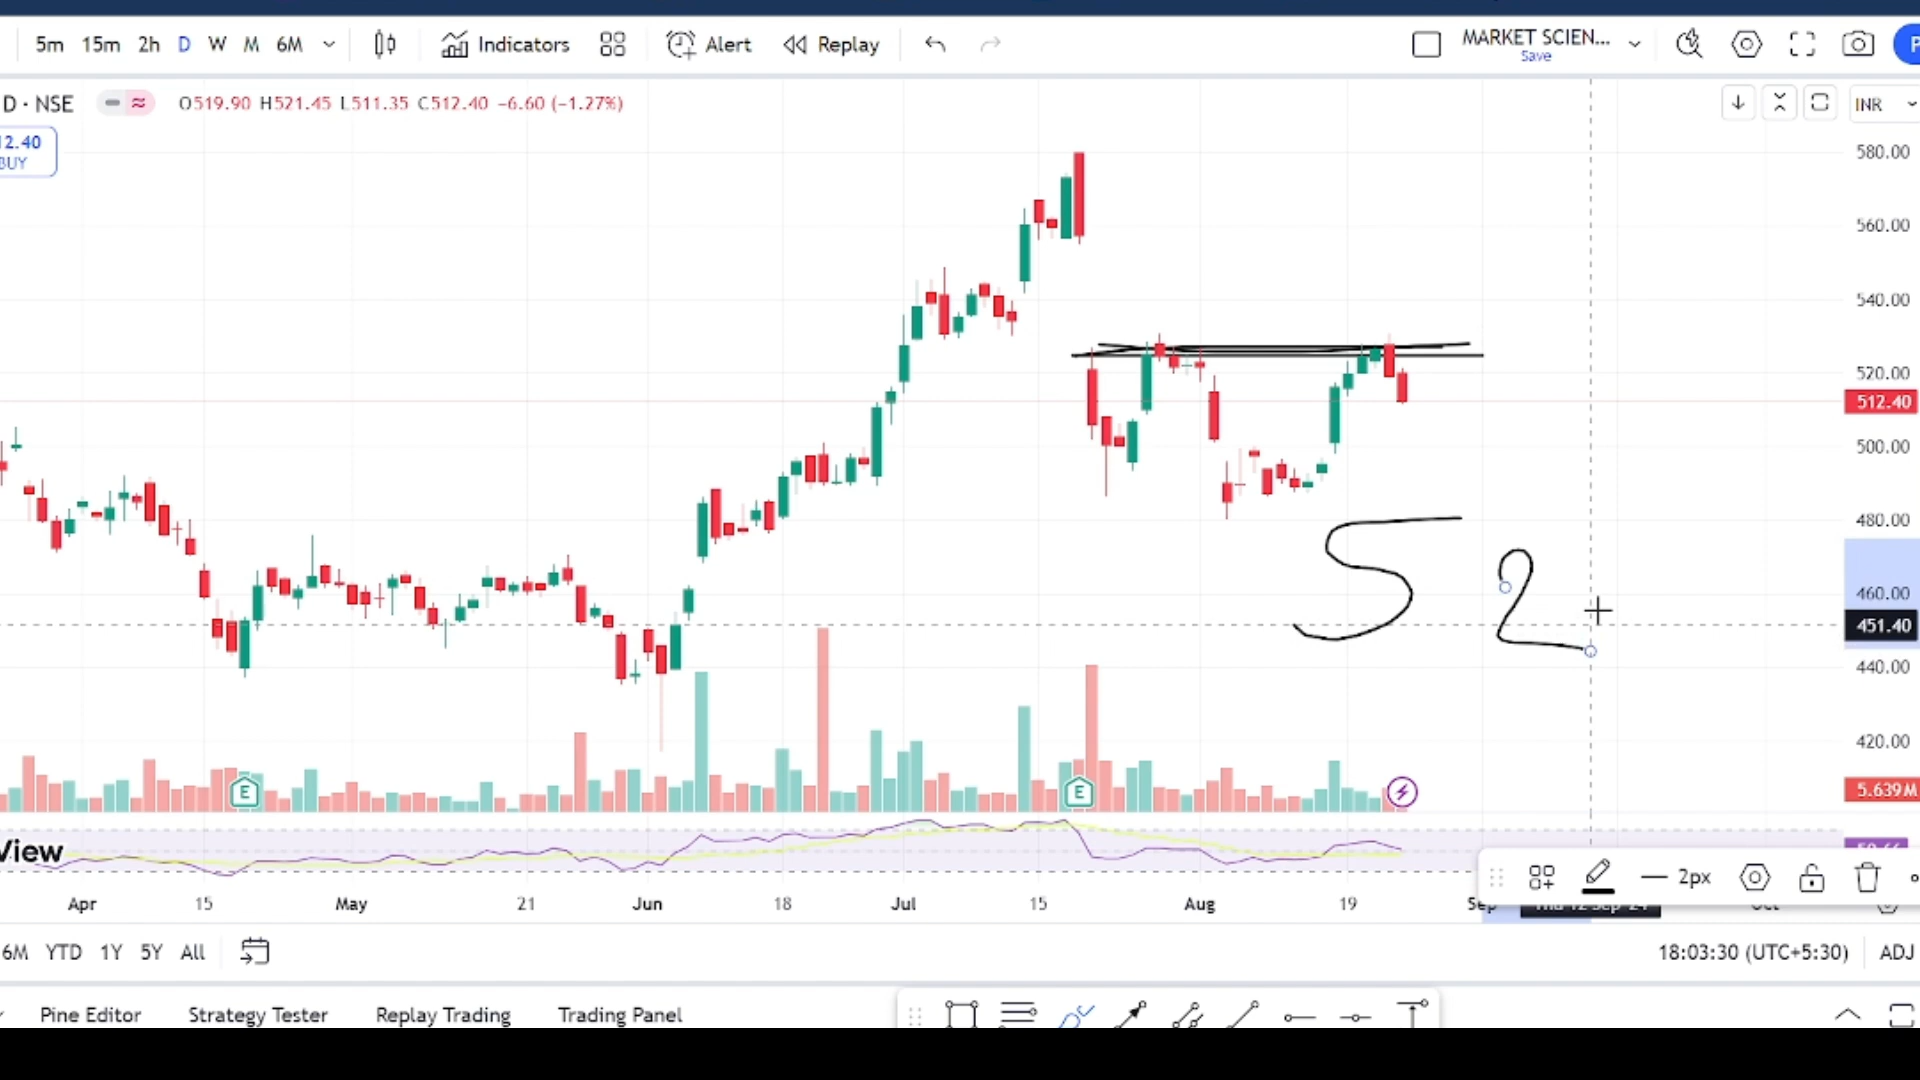 5m 15m 2h D W M 6M Indicators Alert Replay MARKET SCIEN...
Save
D · NSE O519.90 H521.45 L511.35 C512.40 −6.60 (−1.27%) INR
12.40
BUY
580.00
560.00
540.00
520.00
512.40
500.00
480.00
52
460.00
451.40
440.00
420.00
E E 5.639M
View
2px
Apr 15 May 21 Jun 18 Jul 15 Aug 19 Sep
6M YTD 1Y 5Y All 18:03:30 (UTC+5:30) ADJ
Pine Editor Strategy Tester Replay Trading Trading Panel